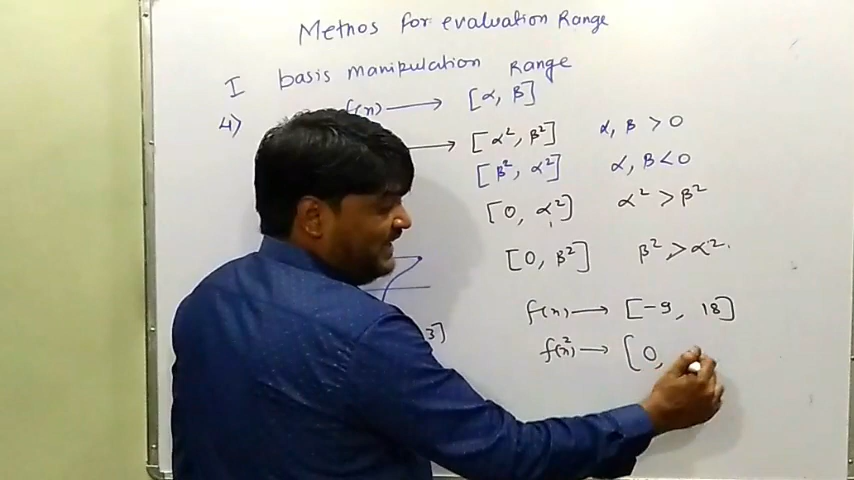 Methos for evaluation Range
I basis manipulation Range
4) f(x) → [α, β]
→ [α², β²] α, β > 0
[β², α²] α, β < 0
[0, α²] α² > β²
[0, β²] β² > α².
f(x) → [-9, 18]
3] f(x)² → [0,